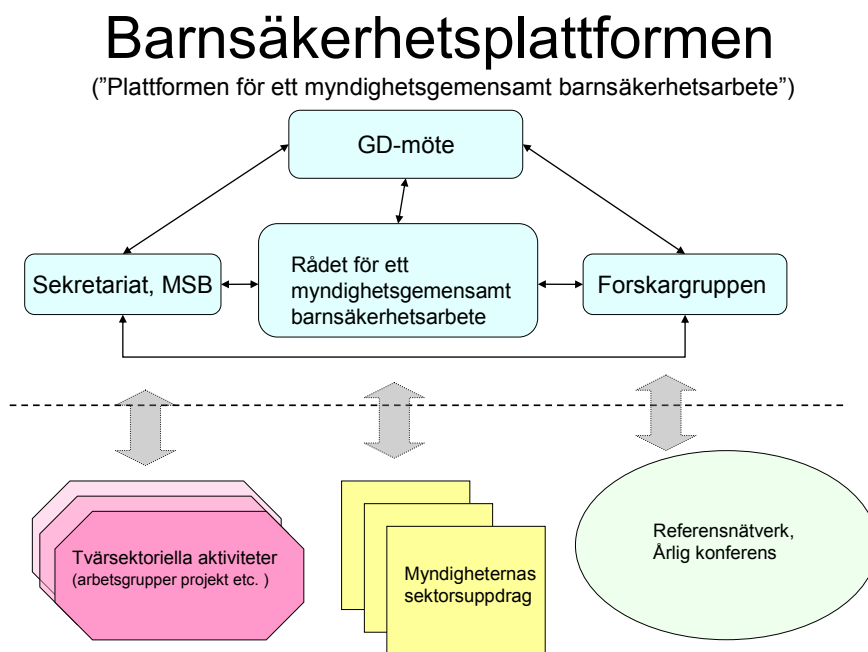 Barnsäkerhetsplattformen
(”Plattformen för ett myndighetsgemensamt barnsäkerhetsarbete”)
GD-möte
Sekretariat, MSB
Rådet för ett
myndighetsgemensamt
barnsäkerhetsarbete
Forskargruppen
Tvärsektoriella aktiviteter
(arbetsgrupper projekt etc. )
Myndigheternas
sektorsuppdrag
Referensnätverk,
Årlig konferens